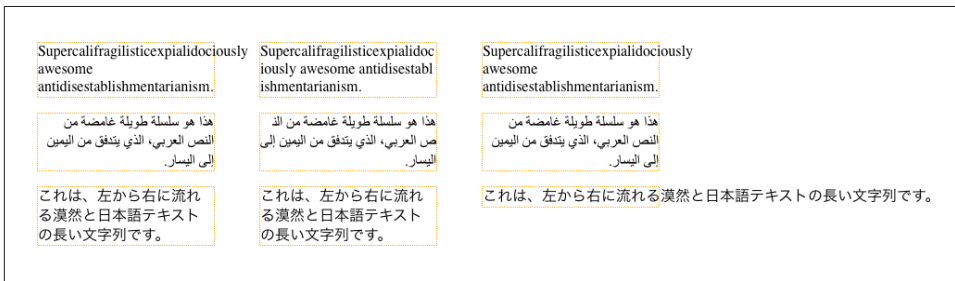 Supercalifragilisticexpialidociously
awesome
antidisestablishmentarianism.
هذا هو سلسلة طويلة غامضة من
النص العربي، الذي يتدفق من اليمين
إلى اليسار.
これは、左から右に流れ
る漠然と日本語テキスト
の長い文字列です。
Supercalifragilisticexpialidoc
iously awesome antidisestabl
ishmentarianism.
هذا هو سلسلة طويلة غامضة من الن
ص العربي، الذي يتدفق من اليمين إلى
اليسار.
これは、左から右に流れ
る漠然と日本語テキスト
の長い文字列です。
Supercalifragilisticexpialidociously
awesome
antidisestablishmentarianism.
هذا هو سلسلة طويلة غامضة من
النص العربي، الذي يتدفق من اليمين
إلى اليسار.
これは、左から右に流れる漠然と日本語テキストの長い文字列です。